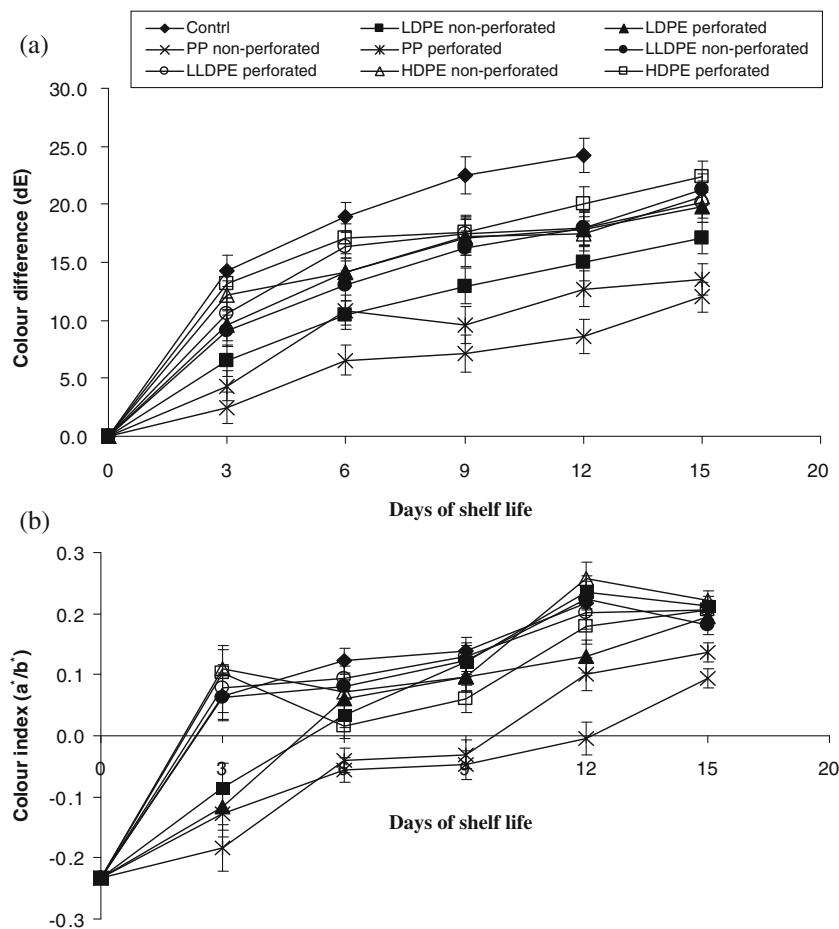 (a)
Contrl LDPE non-perforated LDPE perforated
PP non-perforated PP perforated LLDPE non-perforated
LLDPE perforated HDPE non-perforated HDPE perforated
30.0
25.0
20.0
15.0
10.0
5.0
0.0
Colour difference (dE)
0 3 6 9 12 15 20
Days of shelf life
(b)
0.3
0.2
0.1
0.0
-0.1
-0.2
-0.3
Colour index (a*/b*)
0 3 6 9 12 15 20
Days of shelf life